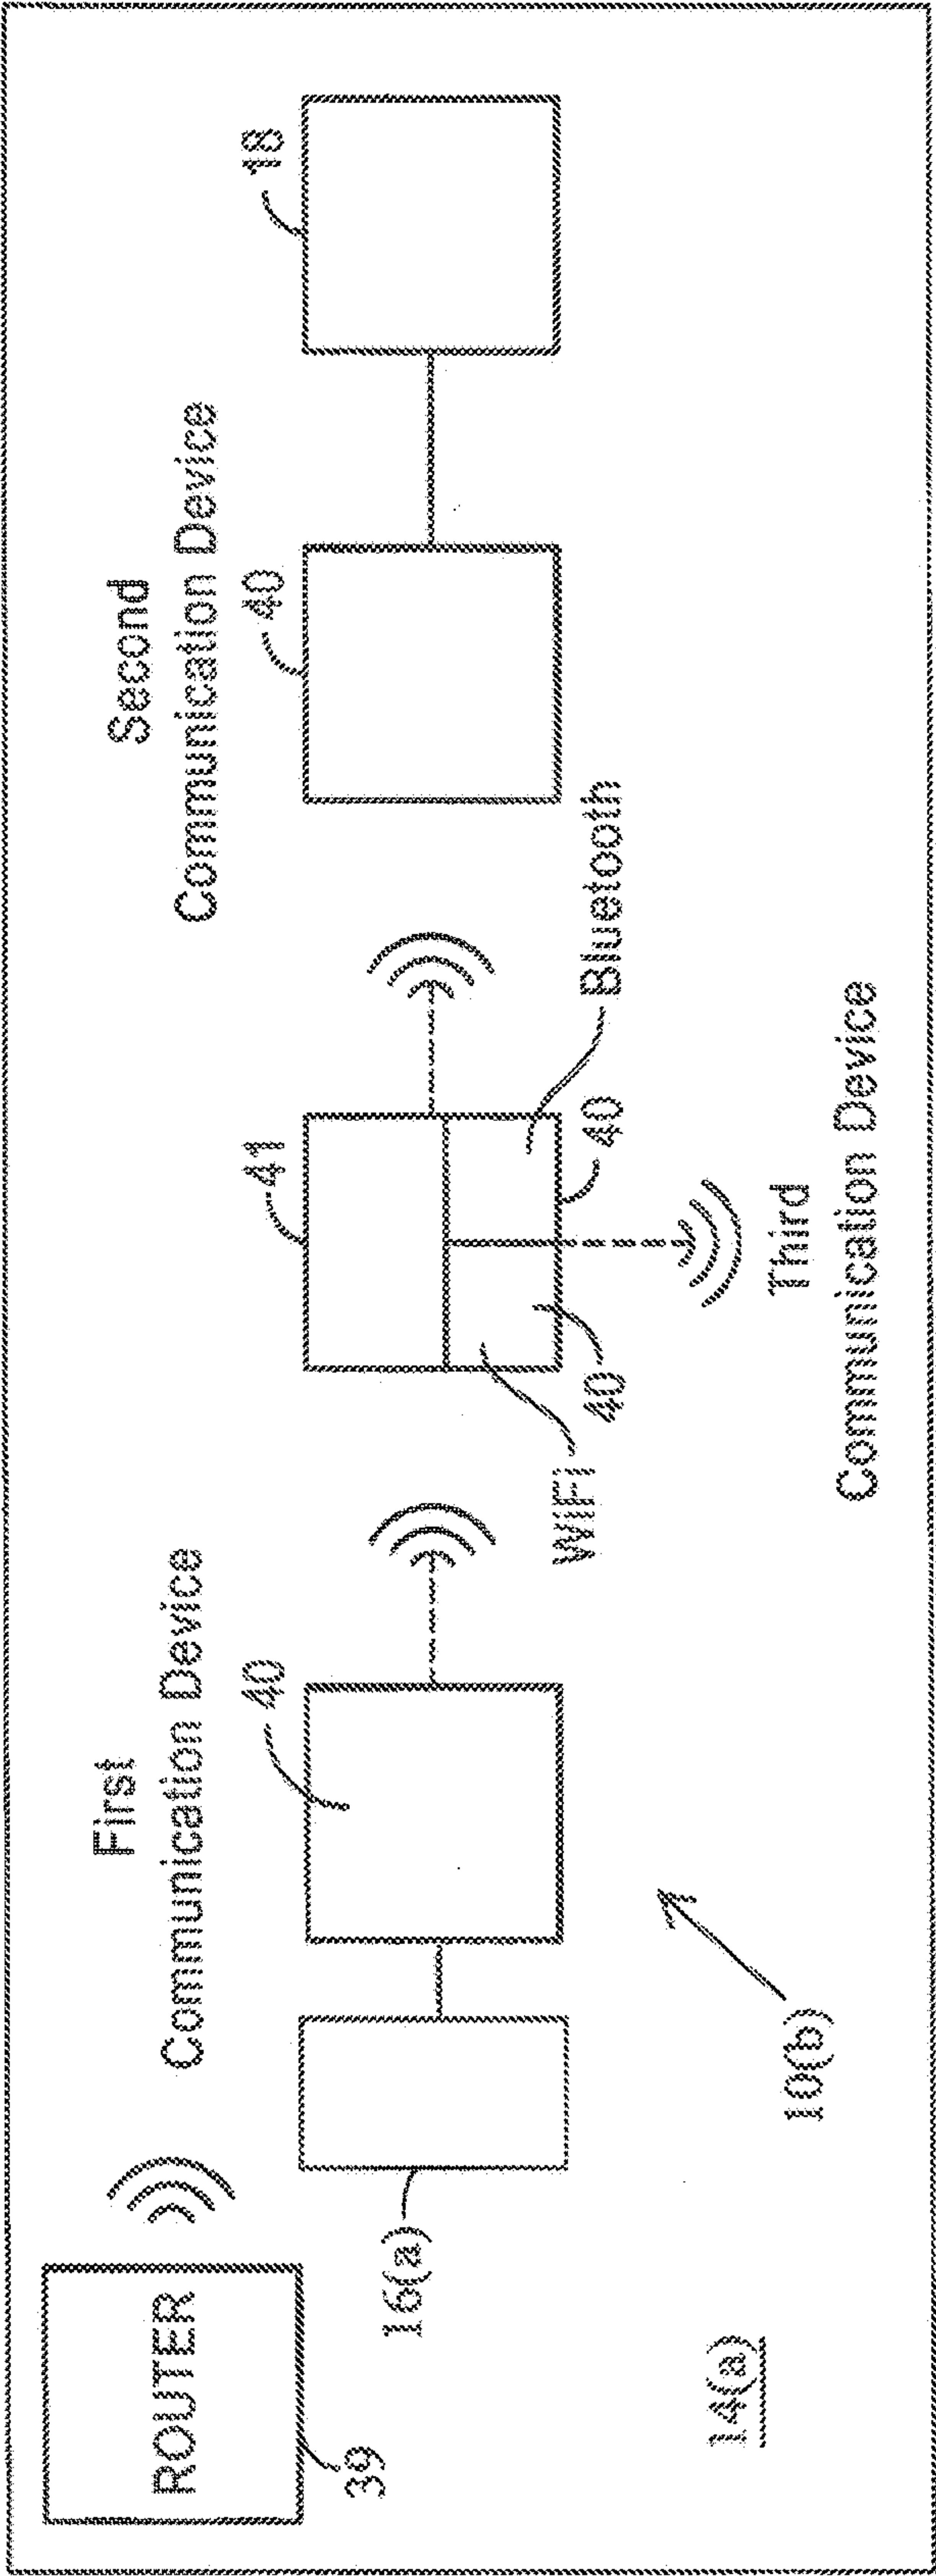 ROUTER
39
First
Communication Device
40
16(a)
41
WiFi
40
40
Bluetooth
Third
Communication Device
Second
Communication Device
40
18
10(b)
14(a)